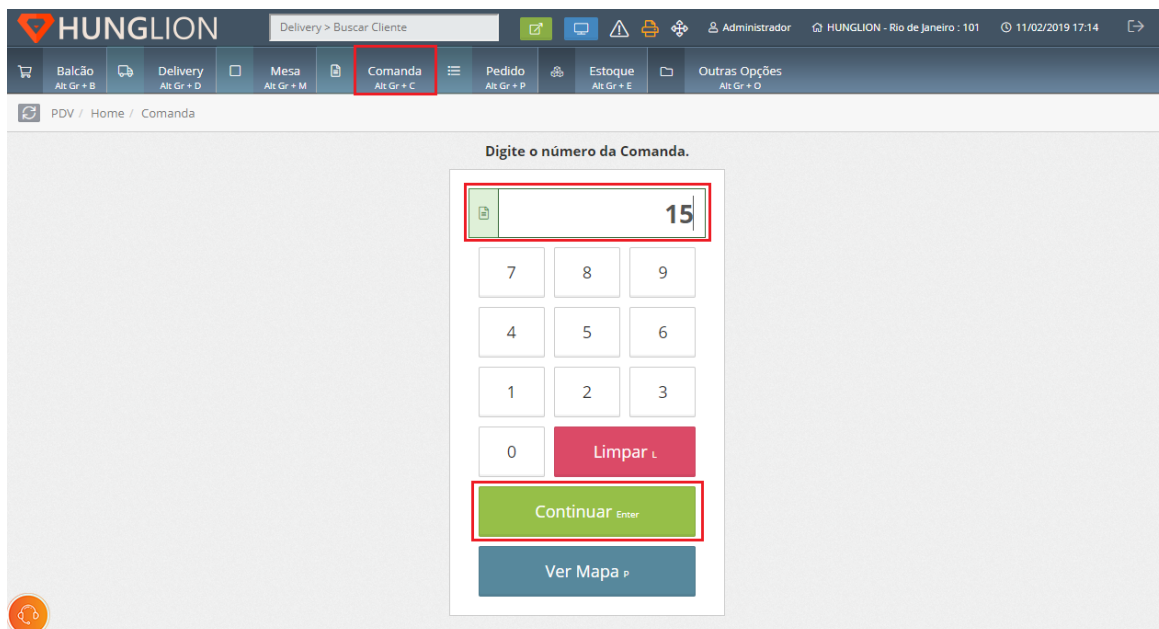 HUNGLION Delivery > Buscar Cliente Administrador HUNGLION - Rio de Janeiro : 101 11/02/2019 17:14
Balcão Delivery Mesa Comanda Pedido Estoque Outras Opções
Alt Gr + B Alt Gr + D Alt Gr + M Alt Gr + C Alt Gr + P Alt Gr + E Alt Gr + O
PDV / Home / Comanda
Digite o número da Comanda.
15
7 8 9
4 5 6
1 2 3
0 Limpar L
Continuar Enter
Ver Mapa P